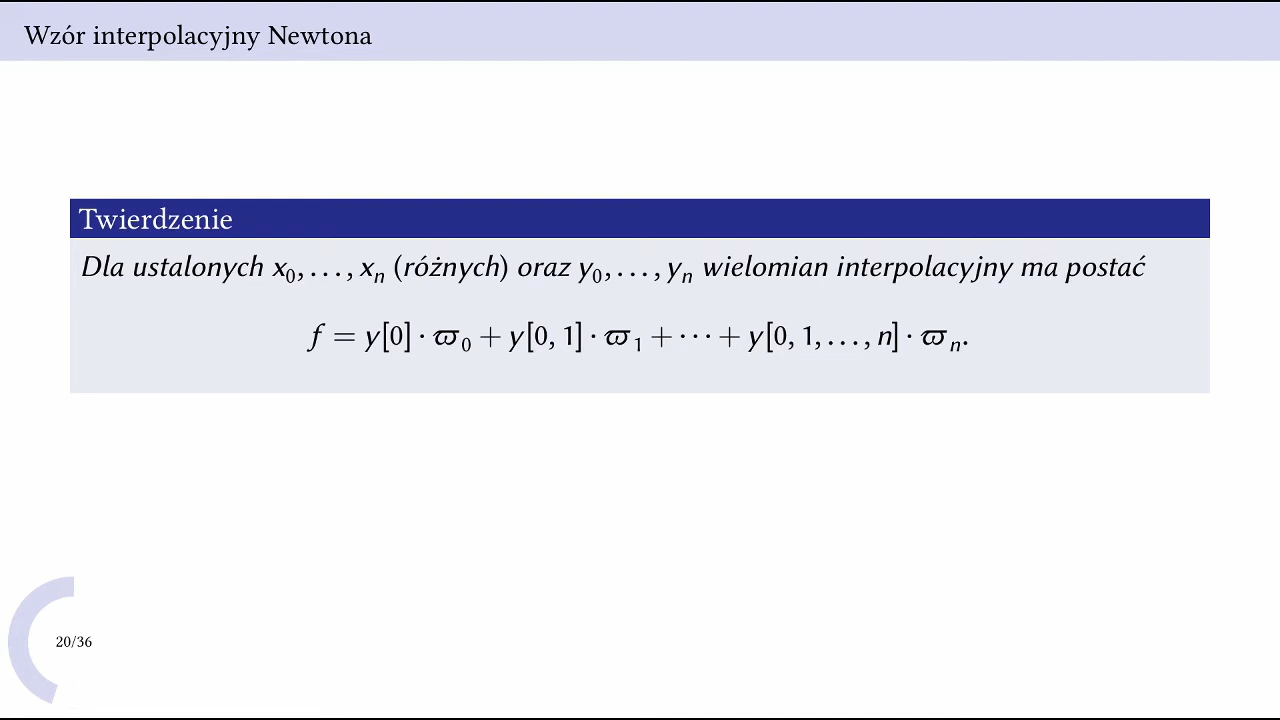 Wzór interpolacyjny Newtona
Twierdzenie
Dla ustalonych x₀, . . . , xₙ (różnych) oraz y₀, . . . , yₙ wielomian interpolacyjny ma postać
f = y[0] · ϖ₀ + y[0, 1] · ϖ₁ + · · · + y[0, 1, . . . , n] · ϖₙ.
20/36